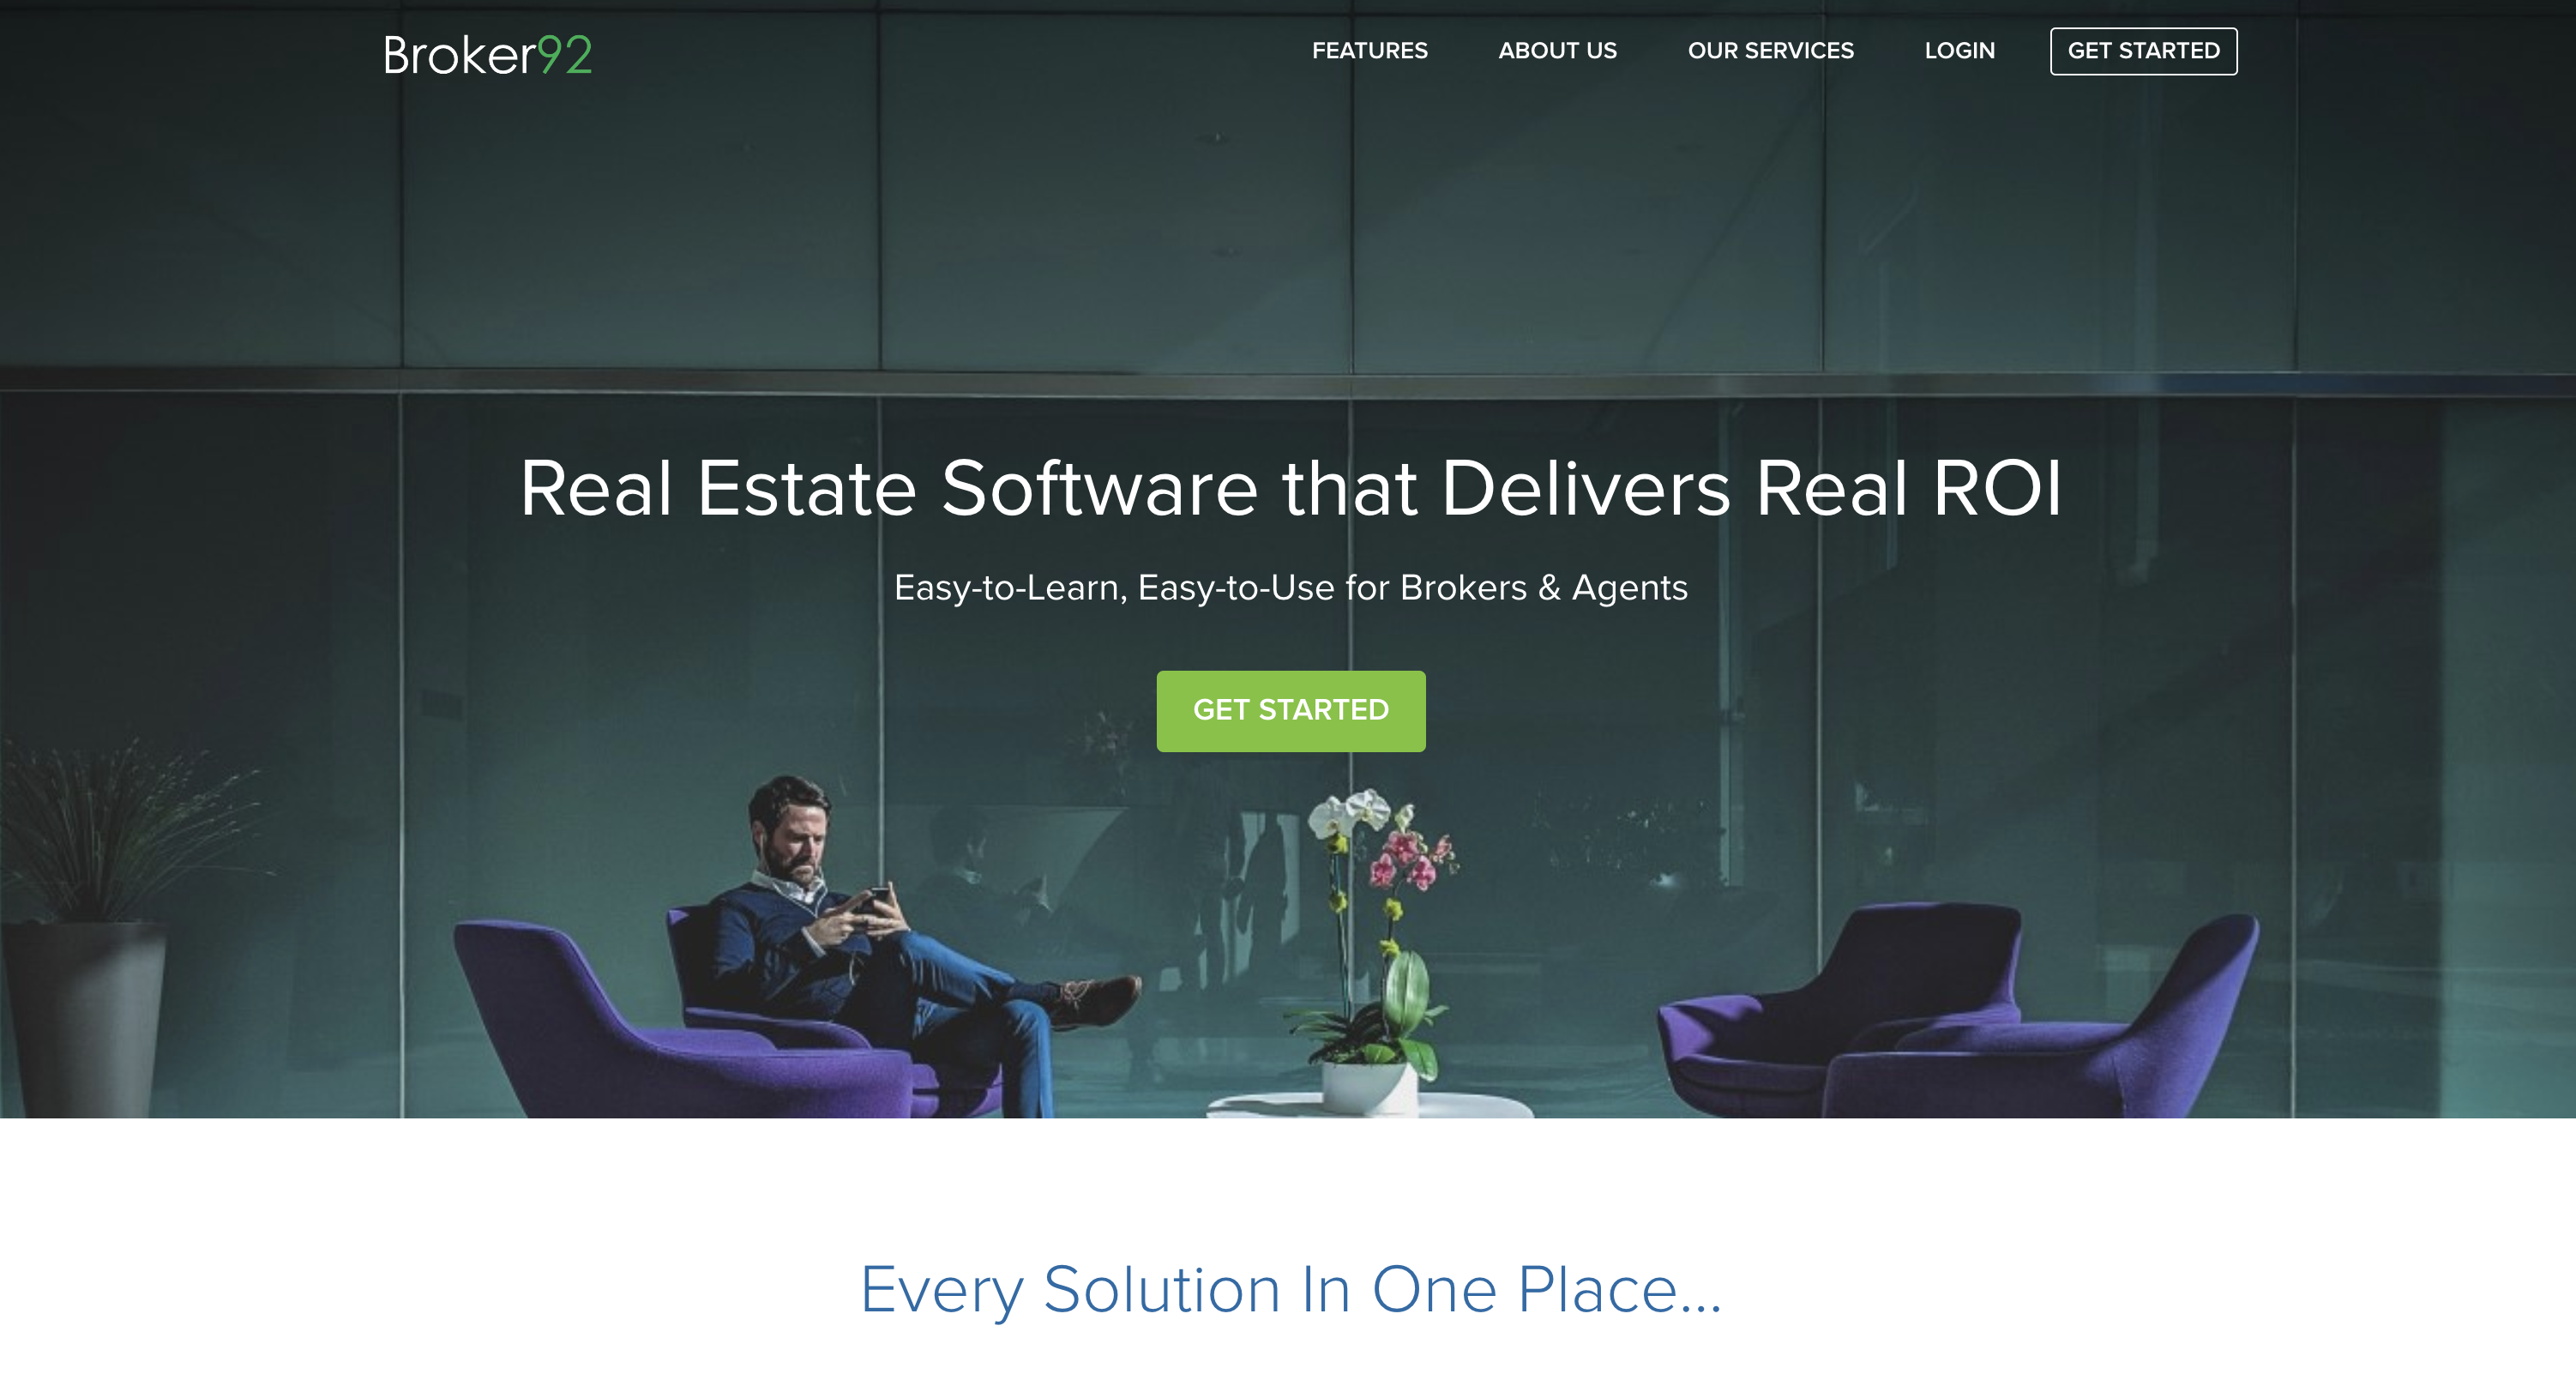 Broker92
FEATURES
ABOUT US
OUR SERVICES
LOGIN
GET STARTED
Real Estate Software that Delivers Real ROI
Easy-to-Learn, Easy-to-Use for Brokers & Agents
GET STARTED
Every Solution In One Place...